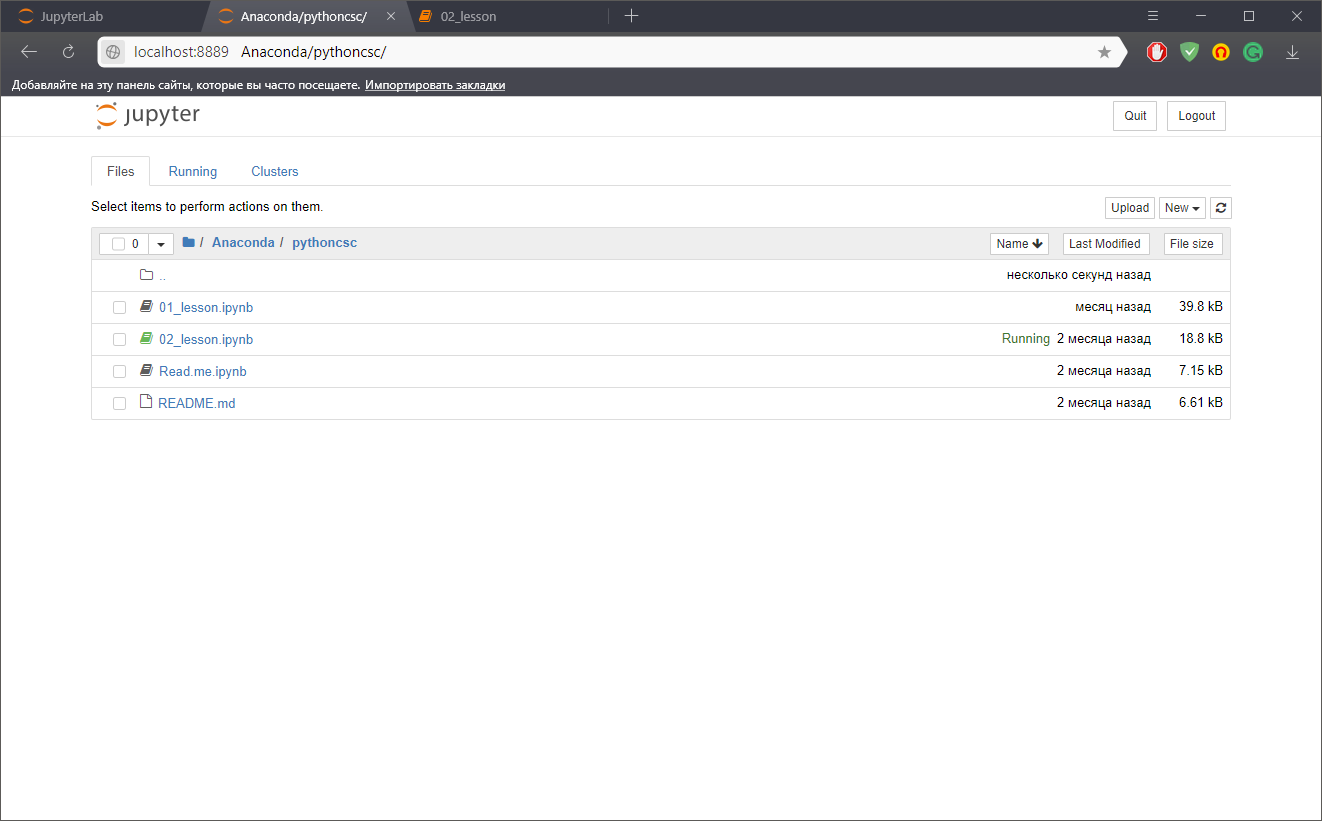 JupyterLab Anaconda/pythoncsc/ 02_lesson
localhost:8889 Anaconda/pythoncsc/
Добавляйте на эту панель сайты, которые вы часто посещаете. Импортировать закладки
jupyter Quit Logout
Files Running Clusters
Select items to perform actions on them. Upload New
0 / Anaconda / pythoncsc Name Last Modified File size
.. несколько секунд назад
01_lesson.ipynb месяц назад 39.8 kB
02_lesson.ipynb Running 2 месяца назад 18.8 kB
Read.me.ipynb 2 месяца назад 7.15 kB
README.md 2 месяца назад 6.61 kB